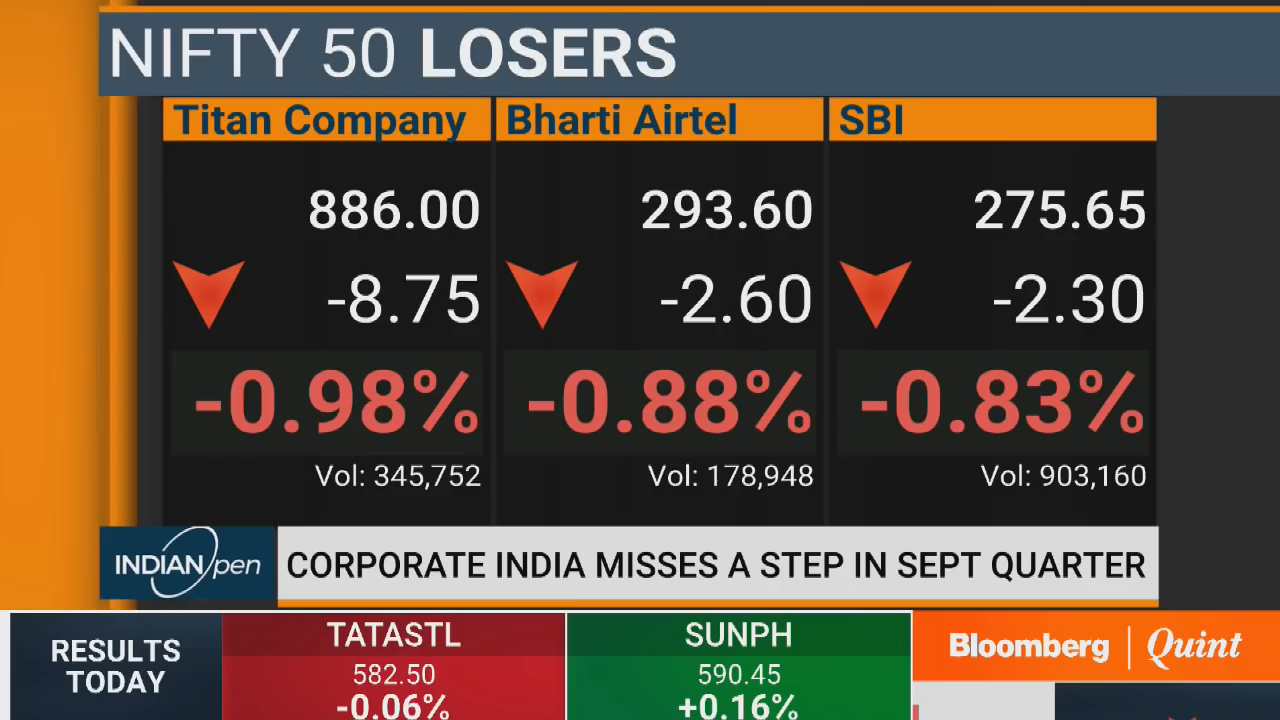 NIFTY 50 LOSERS
Titan Company
886.00
-8.75
-0.98%
Vol: 345,752
Bharti Airtel
293.60
-2.60
-0.88%
Vol: 178,948
SBI
275.65
-2.30
-0.83%
Vol: 903,160
INDIAN Open
CORPORATE INDIA MISSES A STEP IN SEPT QUARTER
RESULTS
TODAY
TATASTL
582.50
-0.06%
SUNPH
590.45
+0.16%
Bloomberg | Quint